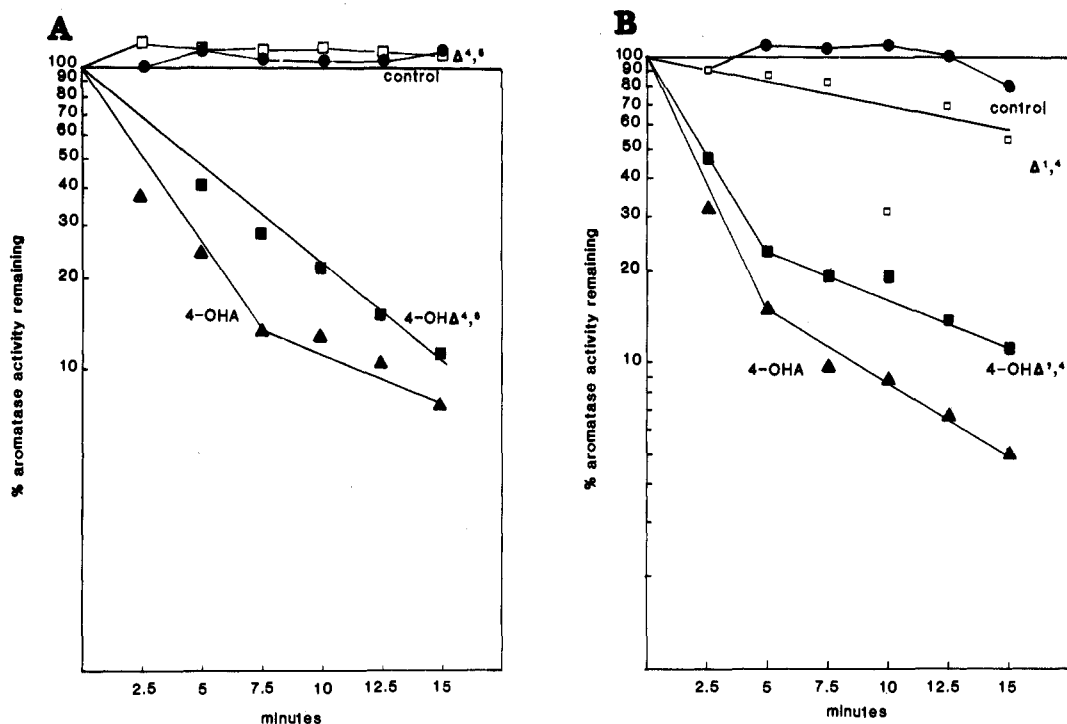 A
% aromatase activity remaining
100
90
80
70
60
50
40
30
20
10
Δ⁴,⁶
control
4-OHA
4-OHΔ⁴,⁶
2.5 5 7.5 10 12.5 15
minutes
B
% aromatase activity remaining
100
90
80
70
60
50
40
30
20
10
control
Δ¹,⁴
4-OHA
4-OHΔ¹,⁴
2.5 5 7.5 10 12.5 15
minutes